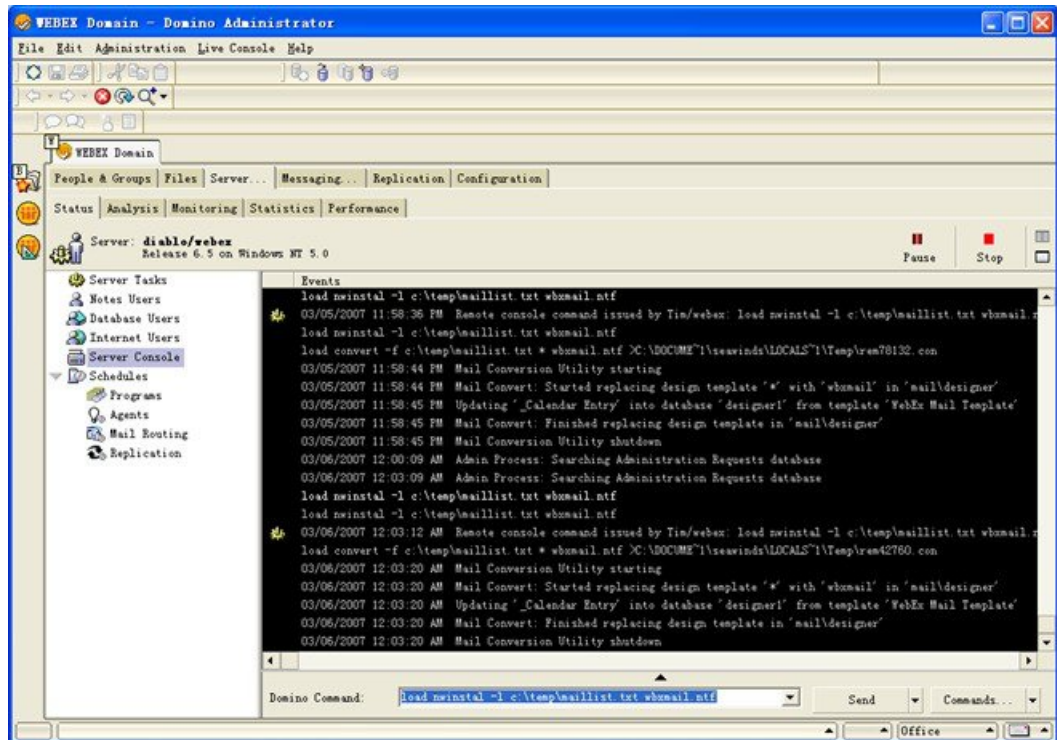 WEBEX Domain - Domino Administrator
File Edit Administration Live Console Help
WEBEX Domain
People & Groups Files Server... Messaging... Replication Configuration
Status Analysis Monitoring Statistics Performance
Server: diablo/webex
Release 6.5 on Windows NT 5.0
Pause Stop
Server Tasks
Notes Users
Database Users
Internet Users
Server Console
Schedules
Programs
Agents
Mail Routing
Replication
Events
load nwinstal -l c:\temp\maillist.txt wbxmail.ntf
03/05/2007 11:58:36 PM Remote console command issued by Tim/webex: load nwinstal -l c:\temp\maillist.txt wbxmail.
load nwinstal -l c:\temp\maillist.txt wbxmail.ntf
load convert -f c:\temp\maillist.txt * wbxmail.ntf >C:\DOCUME~1\seawinds\LOCALS~1\Temp\rem78132.con
03/05/2007 11:58:44 PM Mail Conversion Utility starting
03/05/2007 11:58:44 PM Mail Convert: Started replacing design template '*' with 'wbxmail' in 'mail\designer'
03/05/2007 11:58:45 PM Updating '_Calendar Entry' into database 'designer1' from template 'WebEx Mail Template'
03/05/2007 11:58:45 PM Mail Convert: Finished replacing design template in 'mail\designer'
03/05/2007 11:58:45 PM Mail Conversion Utility shutdown
03/06/2007 12:00:09 AM Admin Process: Searching Administration Requests database
03/06/2007 12:03:09 AM Admin Process: Searching Administration Requests database
load nwinstal -l c:\temp\maillist.txt wbxmail.ntf
load nwinstal -l c:\temp\maillist.txt wbxmail.ntf
03/06/2007 12:03:12 AM Remote console command issued by Tim/webex: load nwinstal -l c:\temp\maillist.txt wbxmail.
load convert -f c:\temp\maillist.txt * wbxmail.ntf >C:\DOCUME~1\seawinds\LOCALS~1\Temp\rem42760.con
03/06/2007 12:03:20 AM Mail Conversion Utility starting
03/06/2007 12:03:20 AM Mail Convert: Started replacing design template '*' with 'wbxmail' in 'mail\designer'
03/06/2007 12:03:20 AM Updating '_Calendar Entry' into database 'designer1' from template 'WebEx Mail Template'
03/06/2007 12:03:20 AM Mail Convert: Finished replacing design template in 'mail\designer'
03/06/2007 12:03:20 AM Mail Conversion Utility shutdown
Domino Command: load nwinstal -l c:\temp\maillist.txt wbxmail.ntf Send Commands...
Office